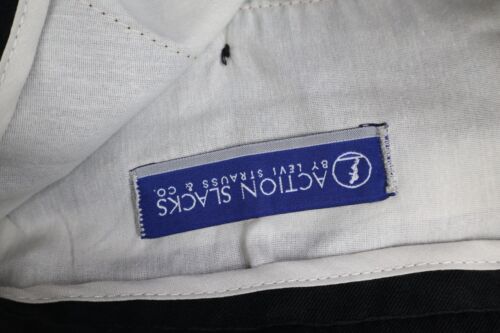 ACTION SLACKS
BY LEVI STRAUSS & CO.